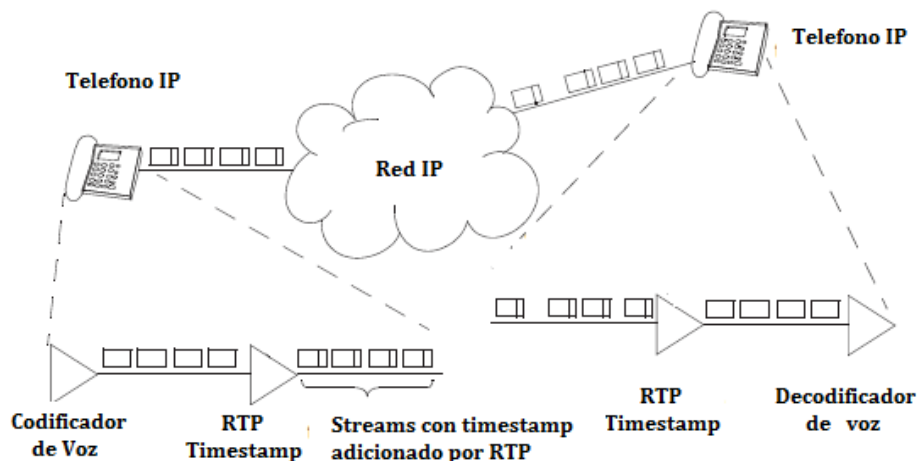 Telefono IP
Telefono IP
Red IP
Codificador
de Voz
RTP
Timestamp
Streams con timestamp
adicionado por RTP
RTP
Timestamp
Decodificador
de voz